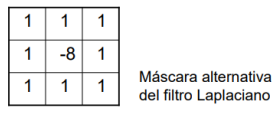 1 1 1
1 -8 1
1 1 1
Máscara alternativa
del filtro Laplaciano